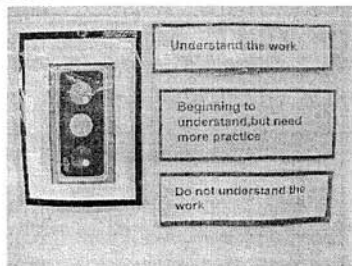 Understand the work
Beginning to
understand,but need
more practice
Do not understand the
work